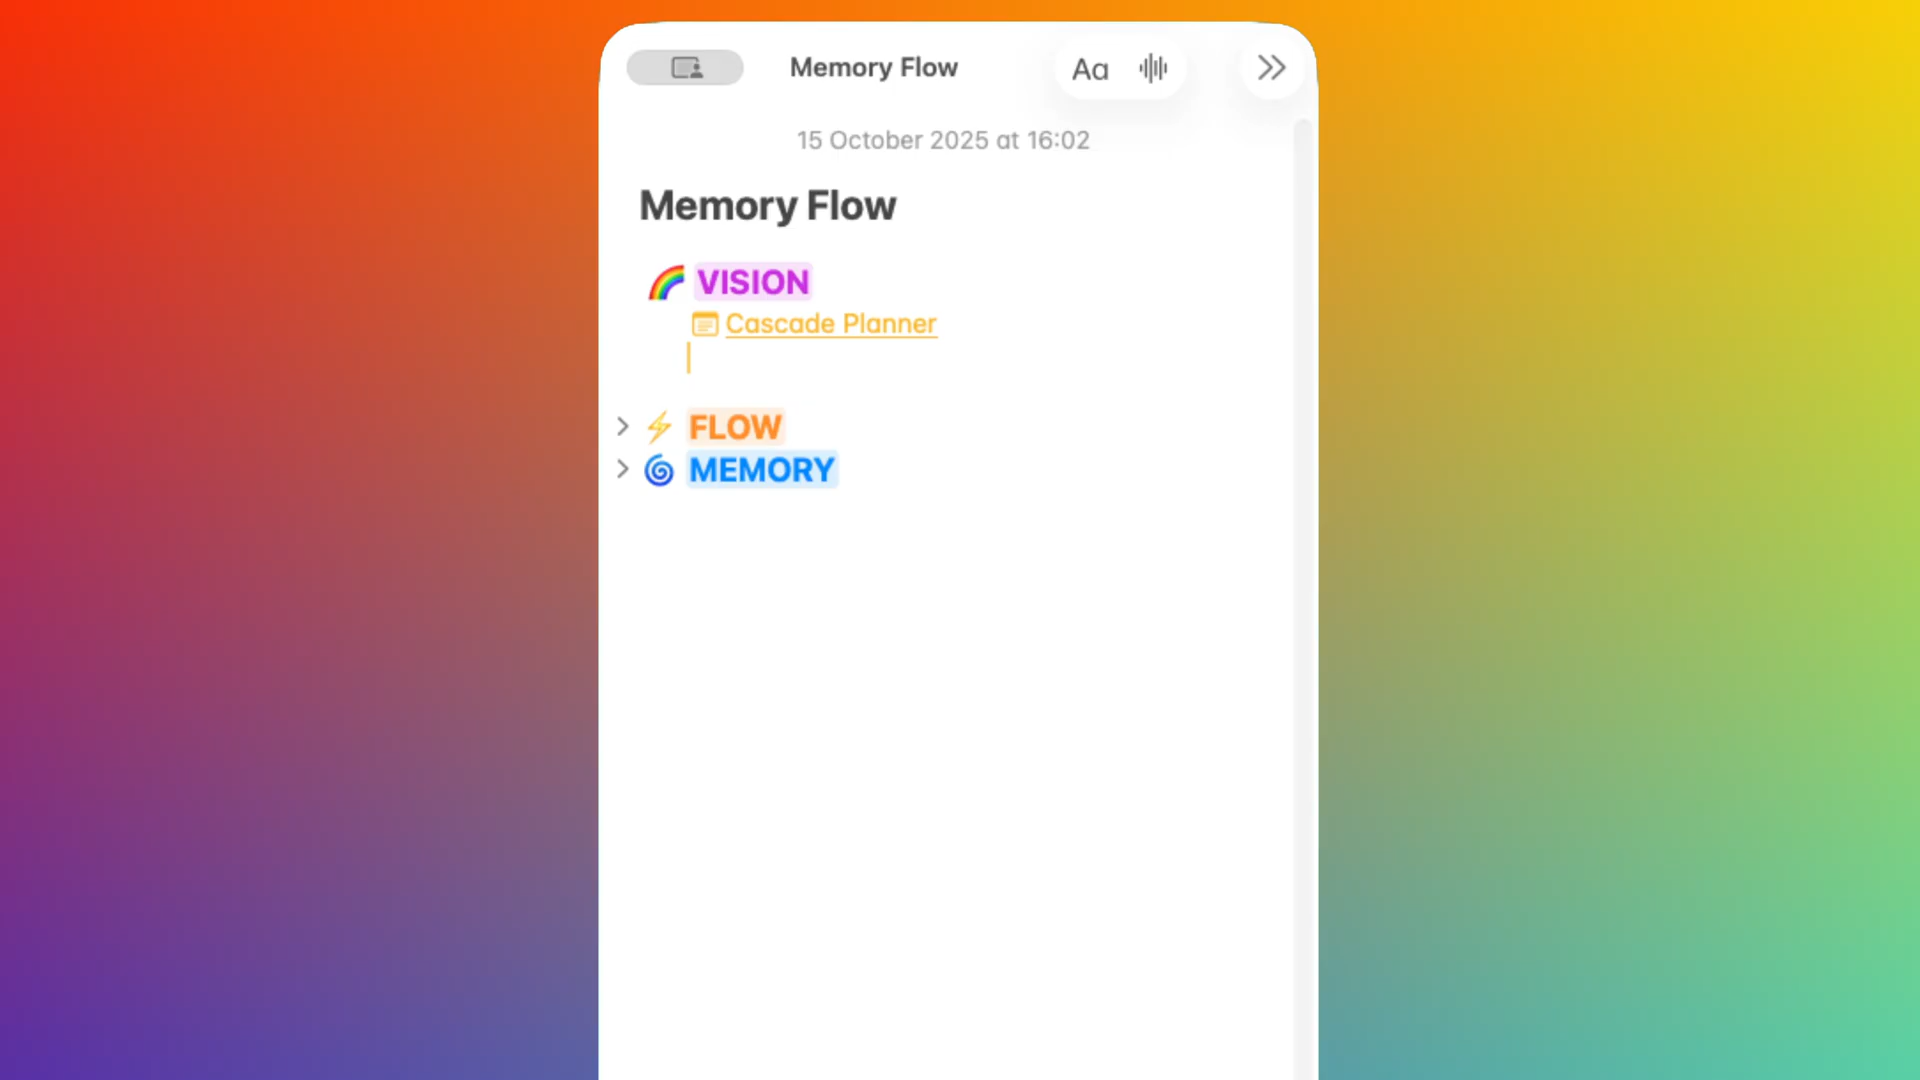 Memory Flow
Aa
15 October 2025 at 16:02
Memory Flow
🌈 VISION
Cascade Planner
⚡ FLOW
🌀 MEMORY